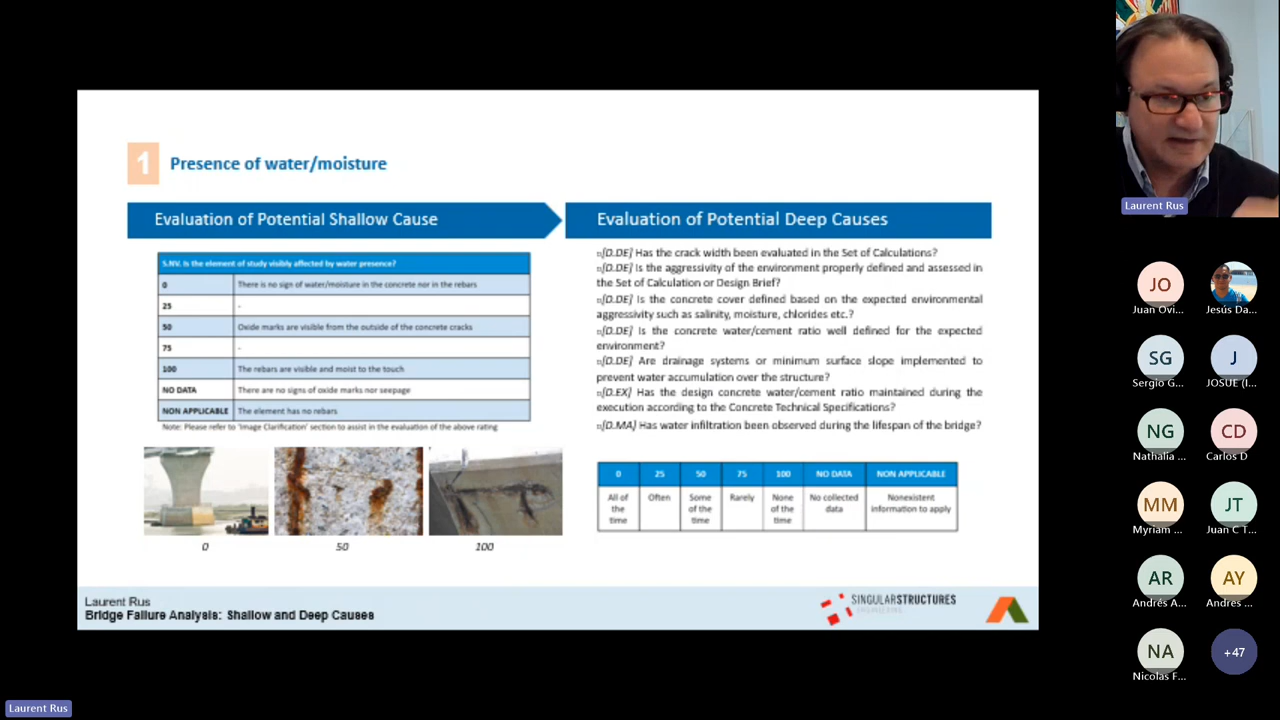 1 Presence of water/moisture
Evaluation of Potential Shallow Cause
S.NV. Is the element of study visibly affected by water presence?
0 There is no sign of water/moisture in the concrete nor in the rebars
25 -
50 Oxide marks are visible from the outside of the concrete cracks
75 -
100 The rebars are visible and moist to the touch
NO DATA There are no signs of oxide marks nor seepage
NON APPLICABLE The element has no rebars
Note: Please refer to 'Image Clarification' section to assist in the evaluation of the above rating
0 50 100
Evaluation of Potential Deep Causes
▫[D.DE] Has the crack width been evaluated in the Set of Calculations?
▫[D.DE] Is the aggressivity of the environment properly defined and assessed in
the Set of Calculation or Design Brief?
▫[D.DE] Is the concrete cover defined based on the expected environmental
aggressivity such as salinity, moisture, chlorides etc.?
▫[D.DE] Is the concrete water/cement ratio well defined for the expected
environment?
▫[D.DE] Are drainage systems or minimum surface slope implemented to
prevent water accumulation over the structure?
▫[D.EX] Has the design concrete water/cement ratio maintained during the
execution according to the Concrete Technical Specifications?
▫[D.MA] Has water infiltration been observed during the lifespan of the bridge?
0 25 50 75 100 NO DATA NON APPLICABLE
All of Often Some Rarely None No collected Nonexistent
the of the of the data information to apply
time time time
Laurent Rus
Bridge Failure Analysis: Shallow and Deep Causes
SINGULARSTRUCTURES
ENGINEERING
Laurent Rus
JO
Juan Ovi...
Jesús Da...
SG J
Sergio G... JOSUE (I...
NG CD
Nathalia ... Carlos D
MM JT
Myriam ... Juan C T...
AR AY
Andrés A... Andres ...
NA +47
Nicolas F...
Laurent Rus